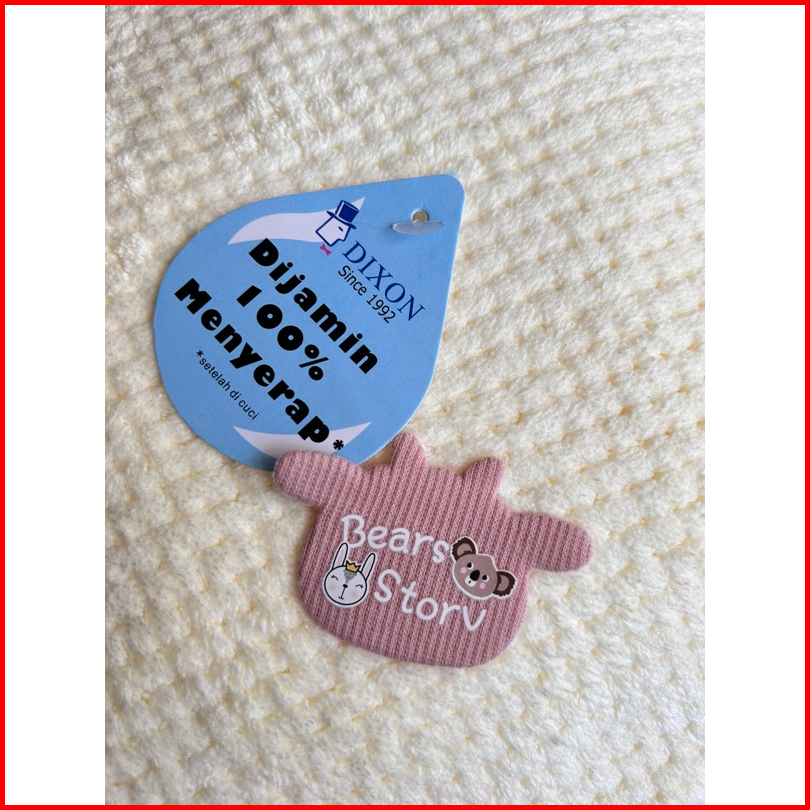 DIXON
Since 1992
Dijamin
100%
Menyerap*
*setelah di cuci
Bears
Story